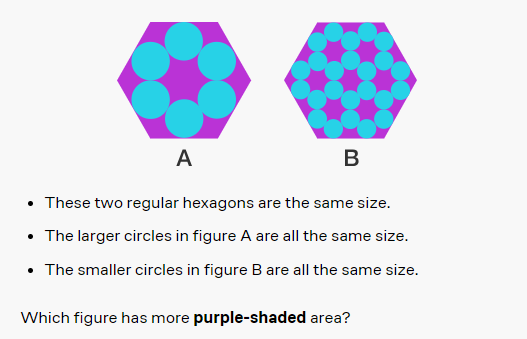 A B
• These two regular hexagons are the same size.
• The larger circles in figure A are all the same size.
• The smaller circles in figure B are all the same size.
Which figure has more purple-shaded area?